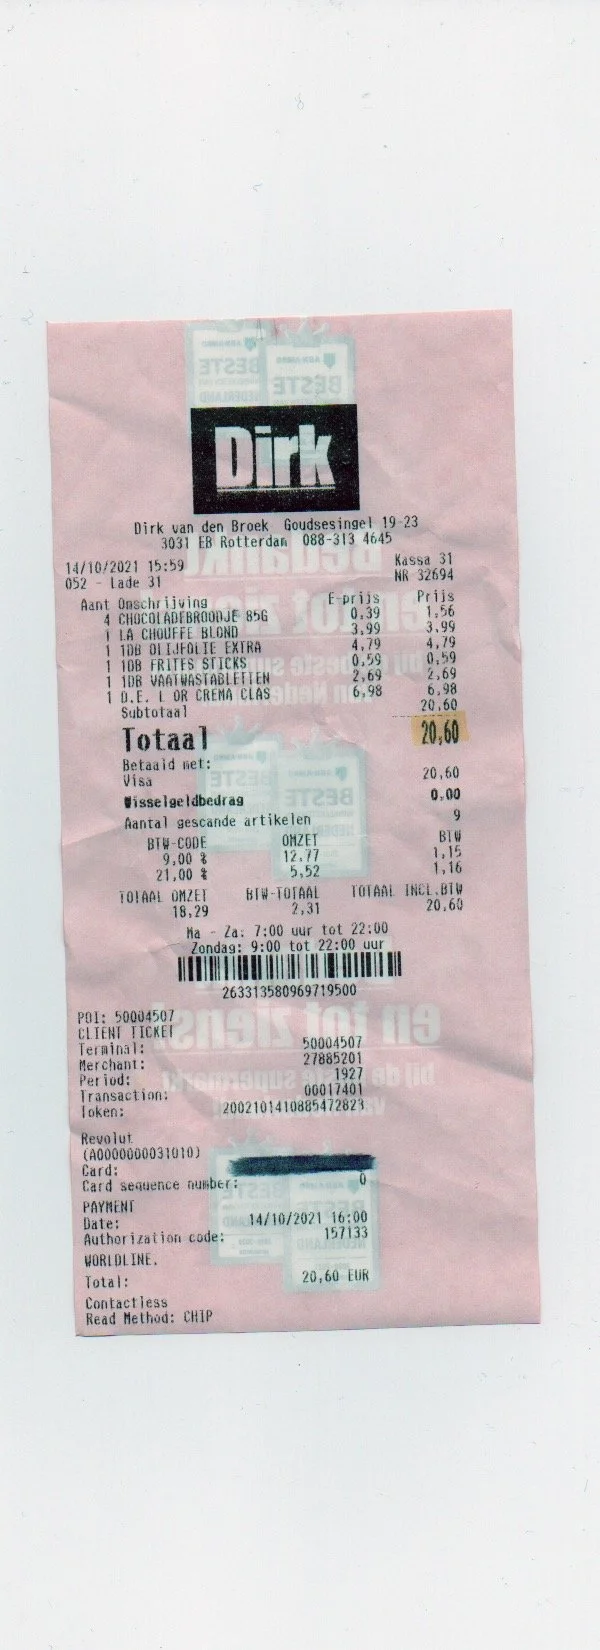 Dirk
Dirk van den Broek Goudsesingel 19-23
3031 EB Rotterdam 088-313 4645
14/10/2021 15:59 Kassa 31
052 - Lade 31 NR 32694
Aant Omschrijving E-prijs Prijs
4 CHOCOLADEBROODJE 85G 0,39 1,56
1 LA CHOUFFE BLOND 3,99 3,99
1 1DB OLIJFOLIE EXTRA 4,79 4,79
1 1DB FRITES STICKS 0,59 0,59
1 1DB VAATWASTABLETTEN 2,69 2,69
1 D.E. L OR CREMA CLAS 6,98 6,98
Subtotaal 20,60
Totaal 20,60
Betaald met:
Visa 20,60
Wisselgeldbedrag 0,00
Aantal gescande artikelen 9
BTW-CODE OMZET BTW
9,00 % 12,77 1,15
21,00 % 5,52 1,16
TOTAAL OMZET BTW-TOTAAL TOTAAL INCL.BTW
18,29 2,31 20,60
Ma - Za: 7:00 uur tot 22:00
Zondag: 9:00 tot 22:00 uur
263313580969719500
POI: 50004507
CLIENT TICKET
Terminal: 50004507
Merchant: 27885201
Period: 1927
Transaction: 00017401
Token: 2002101410885472823
Revolut
(A0000000031010)
Card:
Card sequence number: 0
PAYMENT
Date: 14/10/2021 16:00
Authorization code: 157133
WORLDLINE.
Total: 20,60 EUR
Contactless
Read Method: CHIP